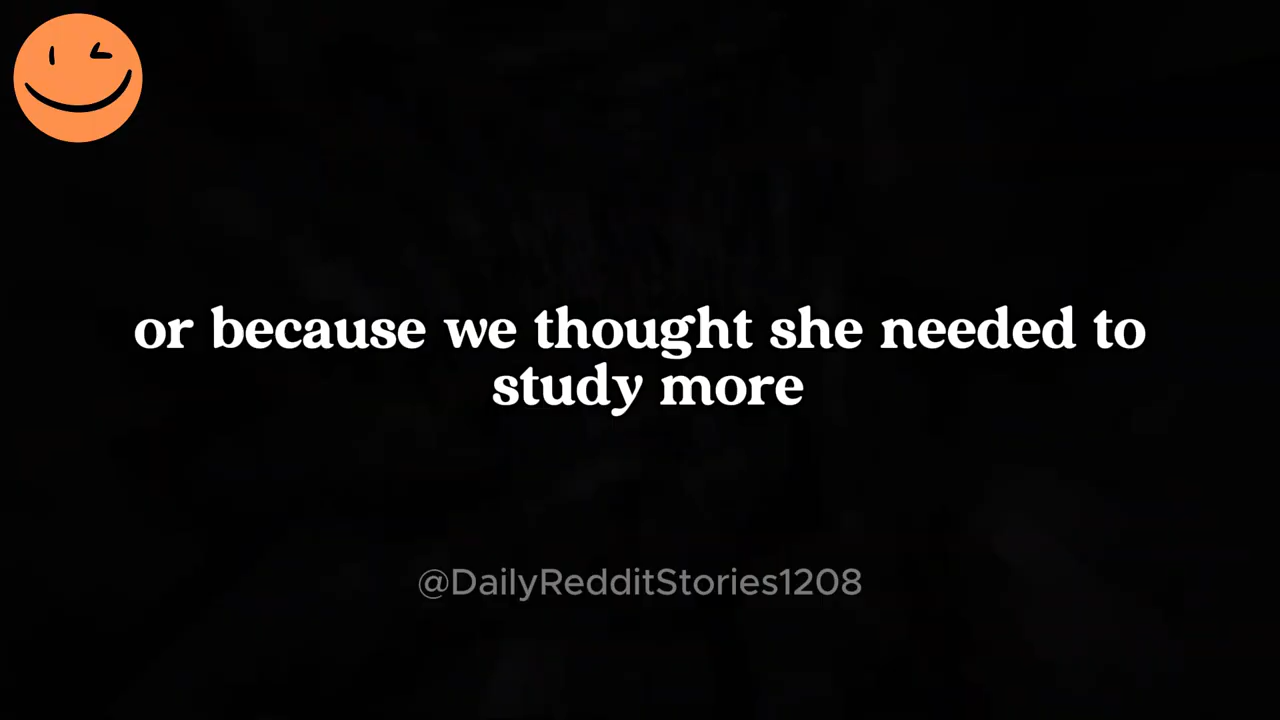 or because we thought she needed to
study more
@DailyRedditStories1208